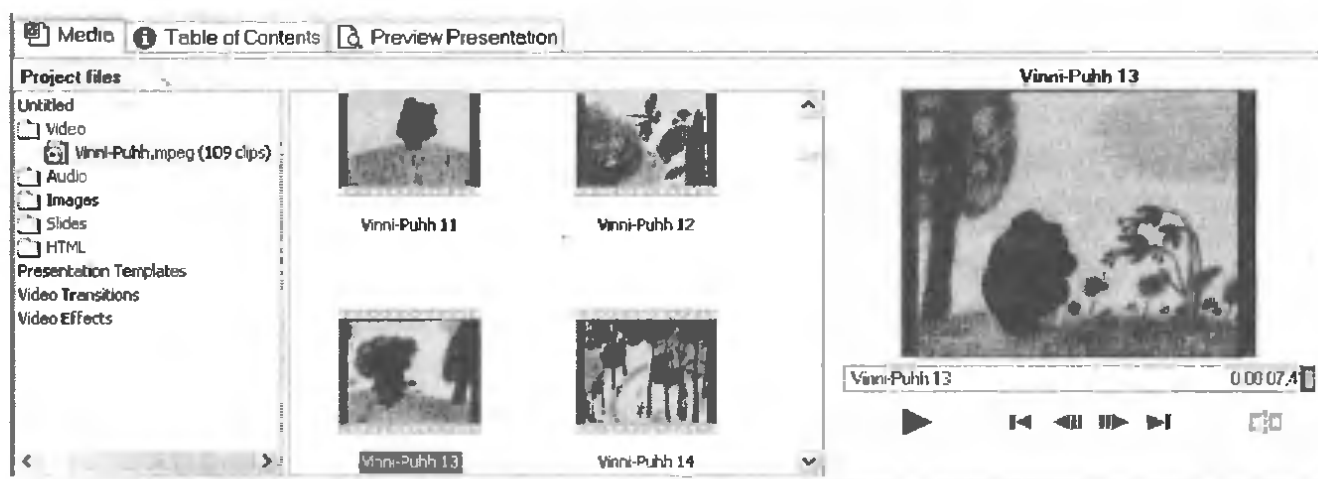 Media Table of Contents Preview Presentation
Project files
Untitled
Video
Vinni-Puhh.mpeg (109 clips)
Audio
Images
Slides
HTML
Presentation Templates
Video Transitions
Video Effects
Vinni-Puhh 11 Vinni-Puhh 12
Vinni-Puhh 13 Vinni-Puhh 14
Vinni-Puhh 13
Vinni-Puhh 13